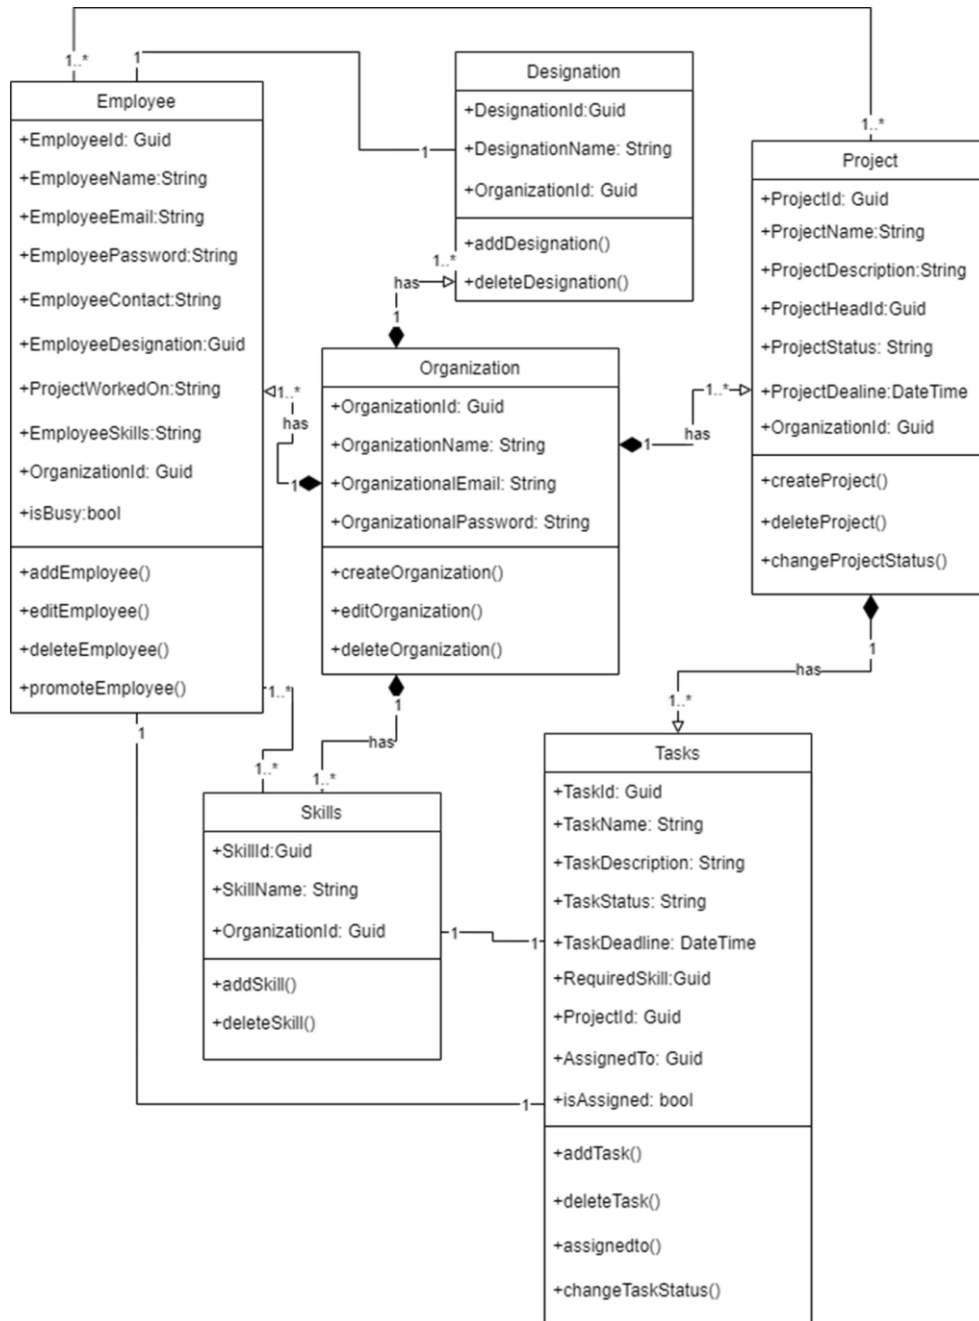 1..*
1
Designation
+DesignationId:Guid
+DesignationName: String
+OrganizationId: Guid
+addDesignation()
+deleteDesignation()
1
1..*
has
1
Employee
+EmployeeId: Guid
+EmployeeName:String
+EmployeeEmail:String
+EmployeePassword:String
+EmployeeContact:String
+EmployeeDesignation:Guid
+ProjectWorkedOn:String
+EmployeeSkills:String
+OrganizationId: Guid
+isBusy:bool
+addEmployee()
+editEmployee()
+deleteEmployee()
+promoteEmployee()
1..*
has
1
Organization
+OrganizationId: Guid
+OrganizationName: String
+OrganizationalEmail: String
+OrganizationalPassword: String
+createOrganization()
+editOrganization()
+deleteOrganization()
1
has
1..*
1..*
Project
+ProjectId: Guid
+ProjectName:String
+ProjectDescription:String
+ProjectHeadId:Guid
+ProjectStatus: String
+ProjectDealine:DateTime
+OrganizationId: Guid
+createProject()
+deleteProject()
+changeProjectStatus()
1
has
1..*
1..*
1..*
1
has
1..*
1
Skills
+SkillId:Guid
+SkillName: String
+OrganizationId: Guid
+addSkill()
+deleteSkill()
1
1
1
Tasks
+TaskId: Guid
+TaskName: String
+TaskDescription: String
+TaskStatus: String
+TaskDeadline: DateTime
+RequiredSkill:Guid
+ProjectId: Guid
+AssignedTo: Guid
+isAssigned: bool
+addTask()
+deleteTask()
+assignedto()
+changeTaskStatus()